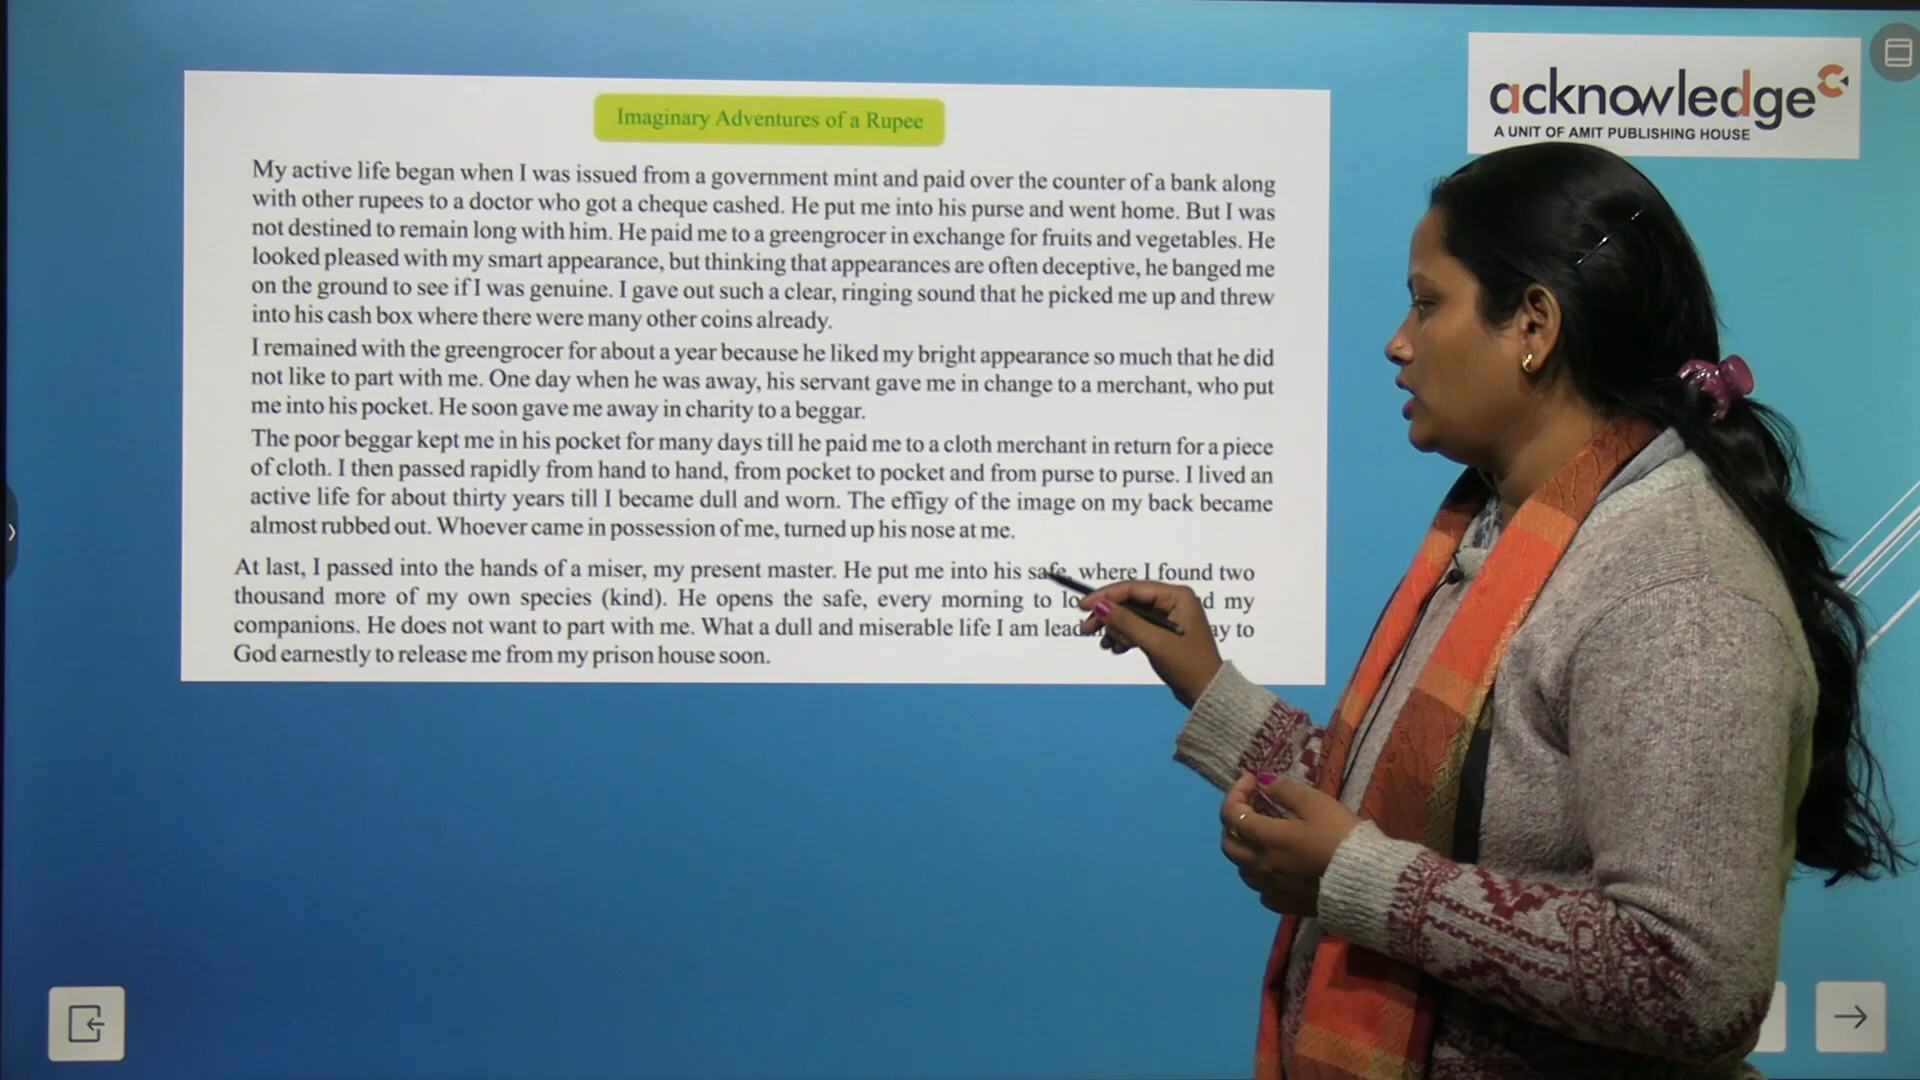 acknowledge
A UNIT OF AMIT PUBLISHING HOUSE
Imaginary Adventures of a Rupee
My active life began when I was issued from a government mint and paid over the counter of a bank along
with other rupees to a doctor who got a cheque cashed. He put me into his purse and went home. But I was
not destined to remain long with him. He paid me to a greengrocer in exchange for fruits and vegetables. He
looked pleased with my smart appearance, but thinking that appearances are often deceptive, he banged me
on the ground to see if I was genuine. I gave out such a clear, ringing sound that he picked me up and threw
into his cash box where there were many other coins already.
I remained with the greengrocer for about a year because he liked my bright appearance so much that he did
not like to part with me. One day when he was away, his servant gave me in change to a merchant, who put
me into his pocket. He soon gave me away in charity to a beggar.
The poor beggar kept me in his pocket for many days till he paid me to a cloth merchant in return for a piece
of cloth. I then passed rapidly from hand to hand, from pocket to pocket and from purse to purse. I lived an
active life for about thirty years till I became dull and worn. The effigy of the image on my back became
almost rubbed out. Whoever came in possession of me, turned up his nose at me.
At last, I passed into the hands of a miser, my present master. He put me into his safe, where I found two
thousand more of my own species (kind). He opens the safe, every morning to my
companions. He does not want to part with me. What a dull and miserable life I am to
God earnestly to release me from my prison house soon.